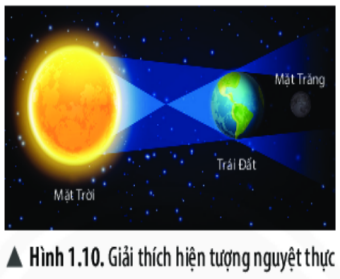 Mặt Trăng
Trái Đất
Mặt Trời
▲ Hình 1.10. Giải thích hiện tượng nguyệt thực